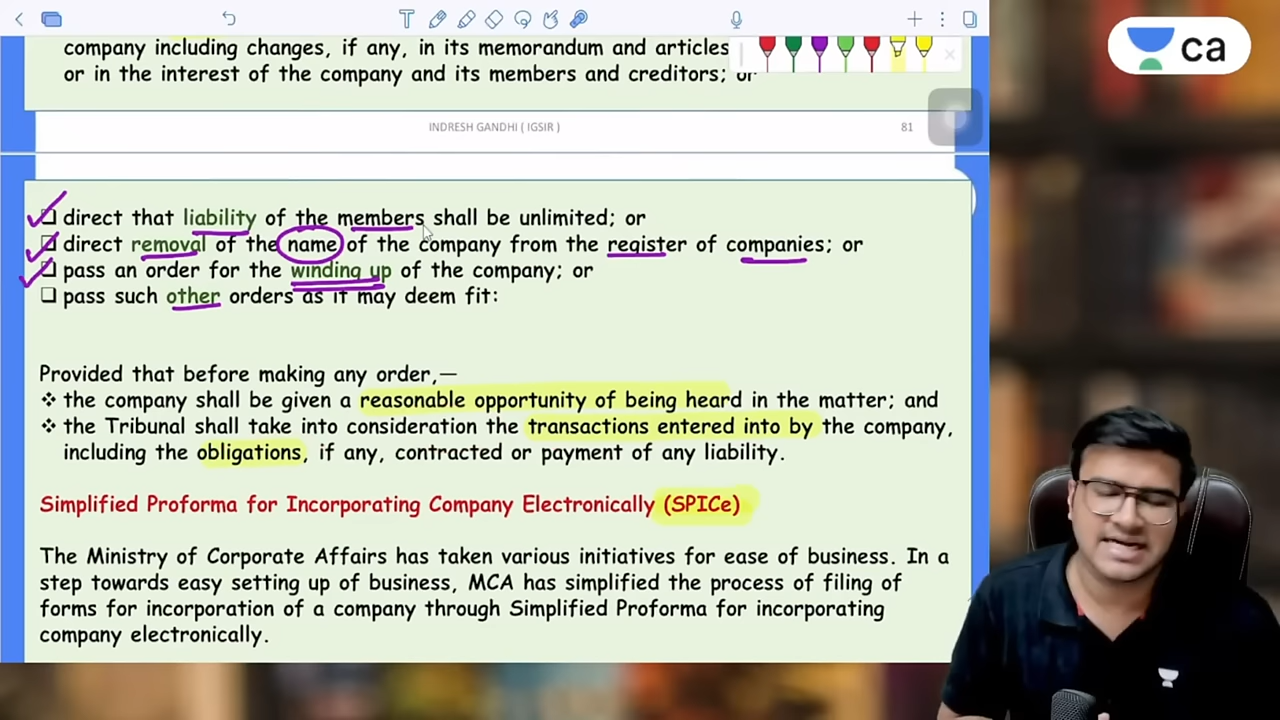 ca
company including changes, if any, in its memorandum and articles
or in the interest of the company and its members and creditors; or
INDRESH GANDHI ( IGSIR )
81
❑ direct that liability of the members shall be unlimited; or
❑ direct removal of the name of the company from the register of companies; or
❑ pass an order for the winding up of the company; or
❑ pass such other orders as it may deem fit:
Provided that before making any order,—
❖ the company shall be given a reasonable opportunity of being heard in the matter; and
❖ the Tribunal shall take into consideration the transactions entered into by the company,
including the obligations, if any, contracted or payment of any liability.
Simplified Proforma for Incorporating Company Electronically (SPICe)
The Ministry of Corporate Affairs has taken various initiatives for ease of business. In a
step towards easy setting up of business, MCA has simplified the process of filing of
forms for incorporation of a company through Simplified Proforma for incorporating
company electronically.